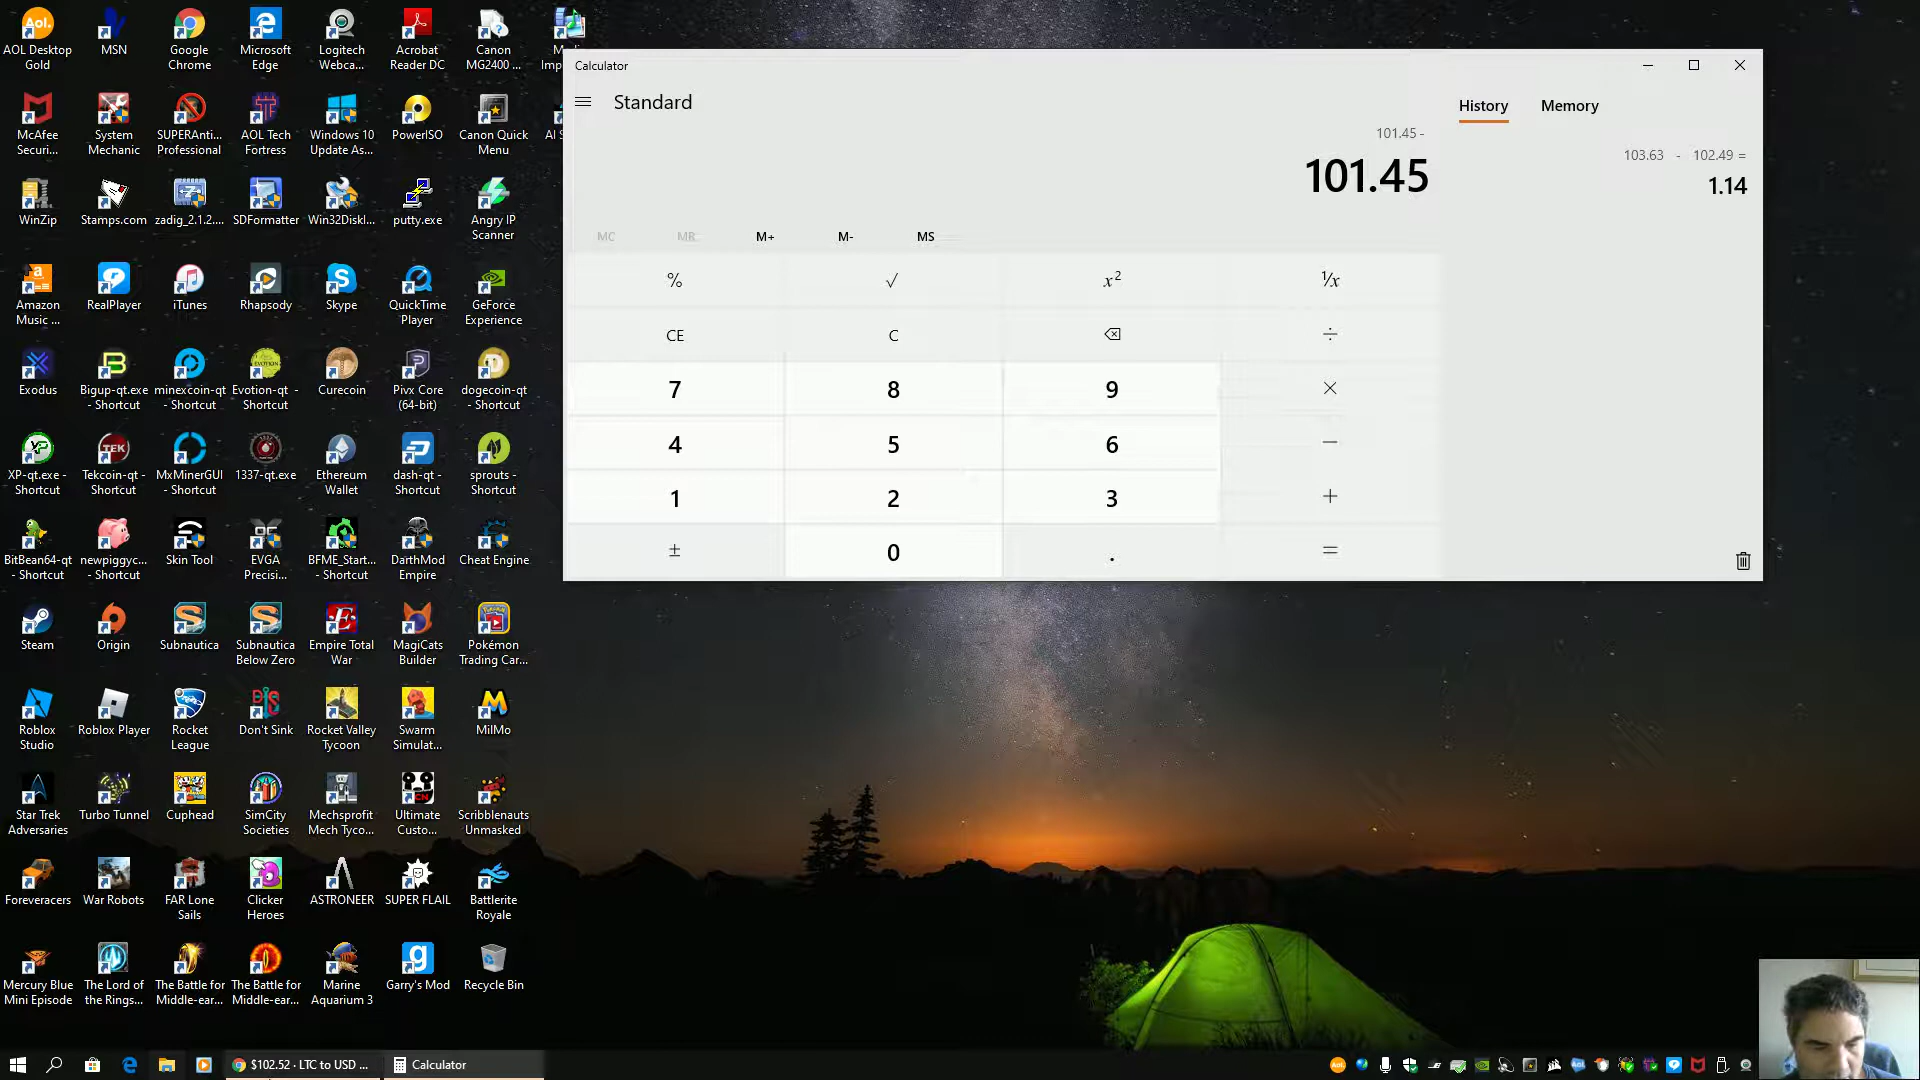 AOL Desktop Gold
MSN
Google Chrome
Microsoft Edge
Logitech Webca...
Acrobat Reader DC
Canon MG2400 ...
McAfee Securi...
System Mechanic
SUPERAnti... Professional
AOL Tech Fortress
Windows 10 Update As...
PowerISO
Canon Quick Menu
WinZip
Stamps.com
zadig_2.1.2....
SDFormatter
Win32DiskI...
putty.exe
Angry IP Scanner
Amazon Music ...
RealPlayer
iTunes
Rhapsody
Skype
QuickTime Player
GeForce Experience
Exodus
Bigup-qt.exe - Shortcut
minexcoin-qt - Shortcut
Evotion-qt - Shortcut
Curecoin
Pivx Core (64-bit)
dogecoin-qt - Shortcut
XP-qt.exe - Shortcut
Tekcoin-qt - Shortcut
MxMinerGUI - Shortcut
1337-qt.exe
Ethereum Wallet
dash-qt - Shortcut
sprouts - Shortcut
BitBean64-qt - Shortcut
newpiggyc... - Shortcut
Skin Tool
EVGA Precisi...
BFME_Start... - Shortcut
DarthMod Empire
Cheat Engine
Steam
Origin
Subnautica
Subnautica Below Zero
Empire Total War
MagiCats Builder
Pokémon Trading Car...
Roblox Studio
Roblox Player
Rocket League
Don't Sink
Rocket Valley Tycoon
Swarm Simulat...
MilMo
Star Trek Adversaries
Turbo Tunnel
Cuphead
SimCity Societies
Mechsprofit Mech Tyco...
Ultimate Custo...
Scribblenauts Unmasked
Foreveracers
War Robots
FAR Lone Sails
Clicker Heroes
ASTRONEER
SUPER FLAIL
Battlerite Royale
Mercury Blue Mini Episode
The Lord of the Rings...
The Battle for Middle-ear...
The Battle for Middle-ear...
Marine Aquarium 3
Garry's Mod
Recycle Bin
Calculator
Standard
History Memory
101.45 -
101.45
103.63 - 102.49 =
1.14
MC MR M+ M- MS
% √ x² ¹/x
CE C ÷
7 8 9 ×
4 5 6 −
1 2 3 +
± 0 . =
$102.52 - LTC to USD ...
Calculator